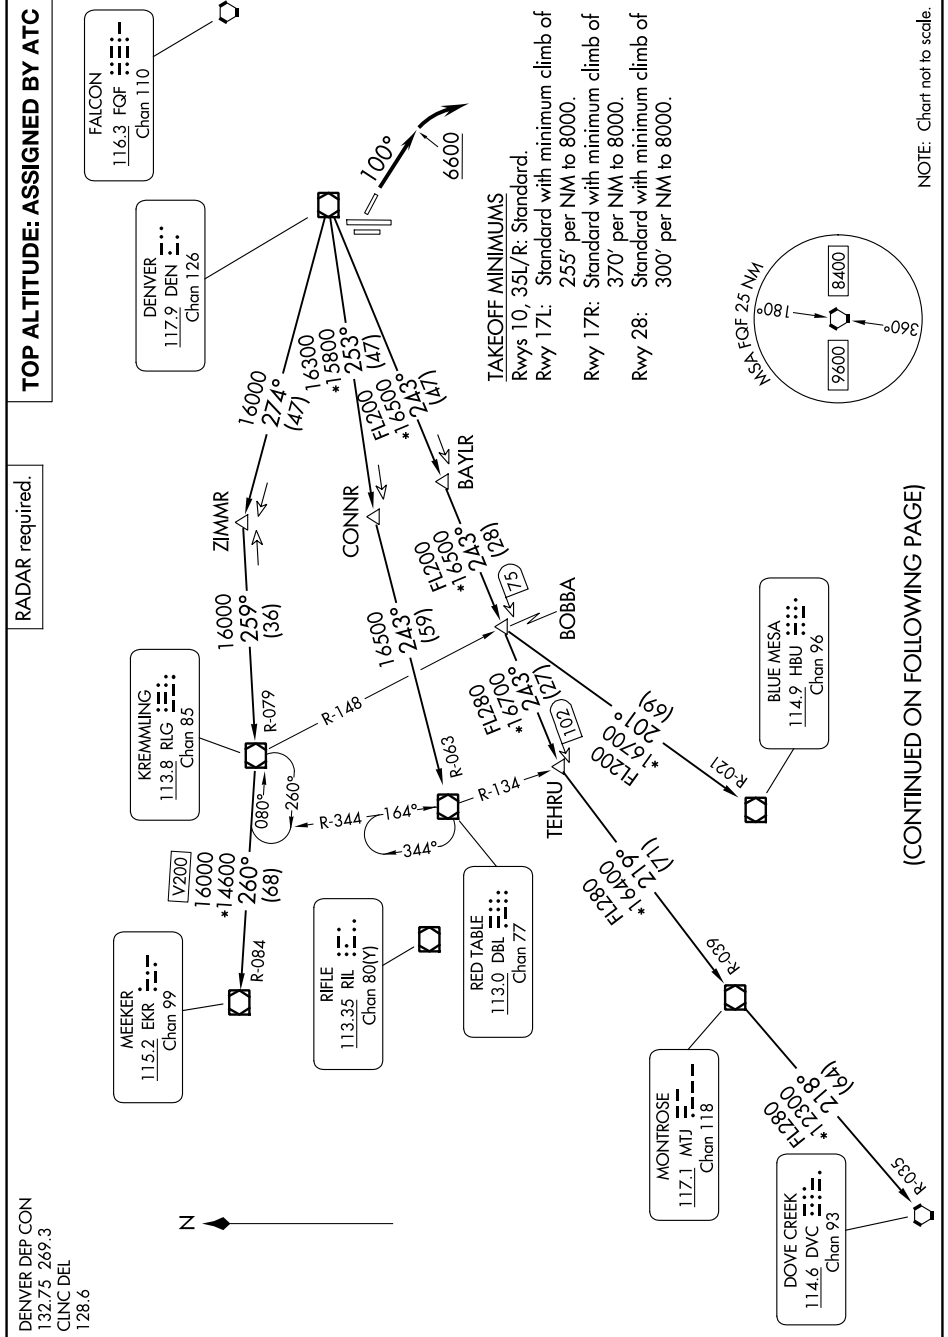 DENVER DEP CON
132.75 269.3
CLNC DEL
128.6
RADAR required.
TOP ALTITUDE: ASSIGNED BY ATC
N
MEEKER
115.2 EKR
Chan 99
KREMMLING
113.8 RLG
Chan 85
DENVER
117.9 DEN
Chan 126
FALCON
116.3 FQF
Chan 110
V200
16000
*14600
260°
(68)
R-084
080°
260°
R-079
16000
259°
(36)
ZIMMR
16000
274°
(47)
16300
*15800
253°
(47)
FL200
*16500
243°
(47)
100°
6600
RIFLE
113.35 RIL
Chan 80(Y)
RED TABLE
113.0 DBL
Chan 77
R-344
164°
344°
R-063
R-134
R-148
16500
243°
(59)
CONNR
BAYLR
FL200
*16500
243°
(28)
75
BOBBA
FL280
*16700
243°
(27)
102
TEHRU
FL200
*16700
201°
(69)
R-021
BLUE MESA
114.9 HBU
Chan 96
FL280
*16400
219°
(71)
R-039
MONTROSE
117.1 MTJ
Chan 118
FL280
*12300
218°
(64)
R-035
DOVE CREEK
114.6 DVC
Chan 93
TAKEOFF MINIMUMS
Rwys 10, 35L/R: Standard.
Rwy 17L: Standard with minimum climb of
255' per NM to 8000.
Rwy 17R: Standard with minimum climb of
370' per NM to 8000.
Rwy 28: Standard with minimum climb of
300' per NM to 8000.
MSA FQF 25 NM
180°
9600
8400
360°
(CONTINUED ON FOLLOWING PAGE)
NOTE: Chart not to scale.